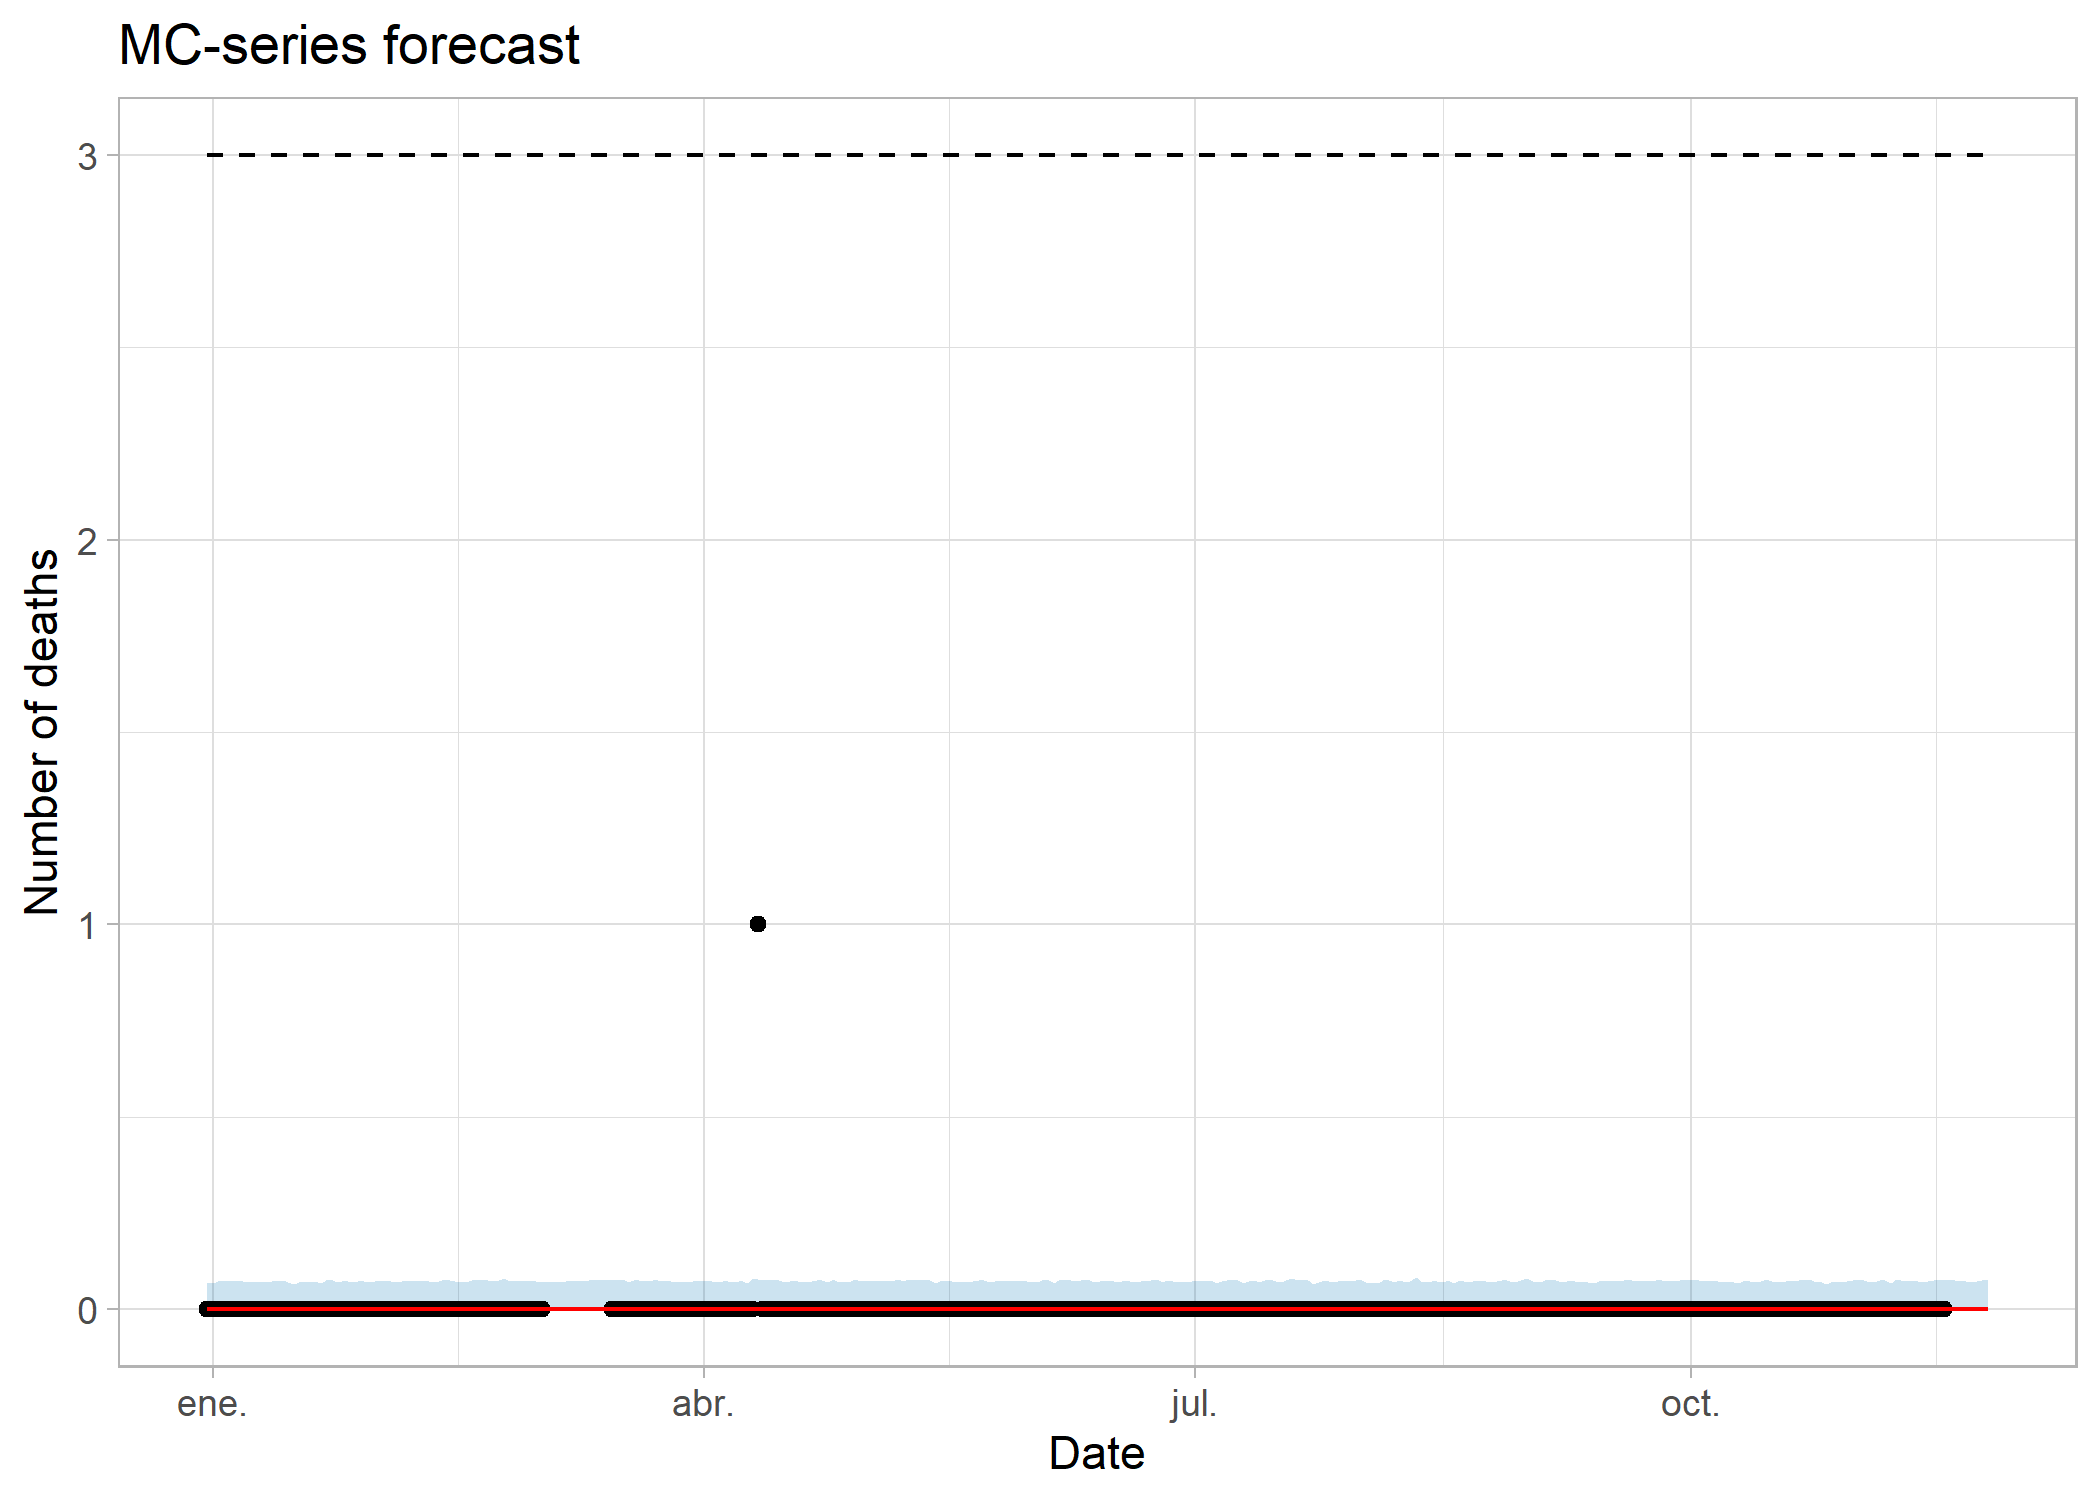 MC-series forecast
Number of deaths
3
2
1
0
ene.
abr.
jul.
oct.
Date